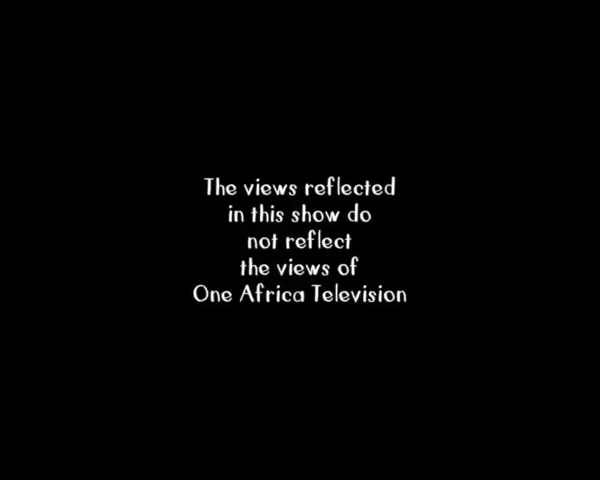 The views reflected
in this show do
not reflect
the views of
One Africa Television